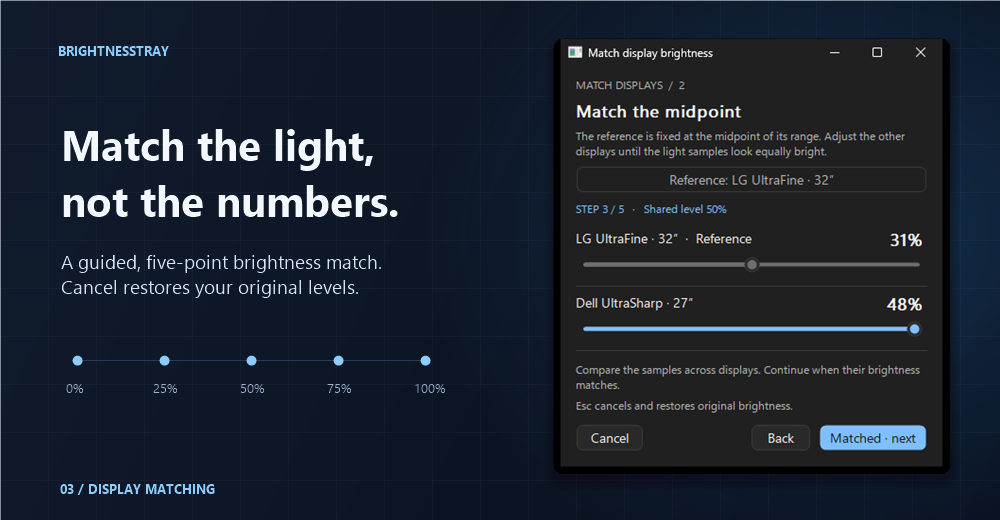 BRIGHTNESSTRAY
Match the light,
not the numbers.
A guided, five-point brightness match.
Cancel restores your original levels.
0%
25%
50%
75%
100%
03 / DISPLAY MATCHING
Match display brightness
MATCH DISPLAYS / 2
Match the midpoint
The reference is fixed at the midpoint of its range. Adjust the other
displays until the light samples look equally bright.
Reference: LG UltraFine · 32″
STEP 3 / 5 · Shared level 50%
LG UltraFine · 32″ · Reference
31%
Dell UltraSharp · 27″
48%
Compare the samples across displays. Continue when their brightness
matches.
Esc cancels and restores original brightness.
Cancel
Back
Matched · next